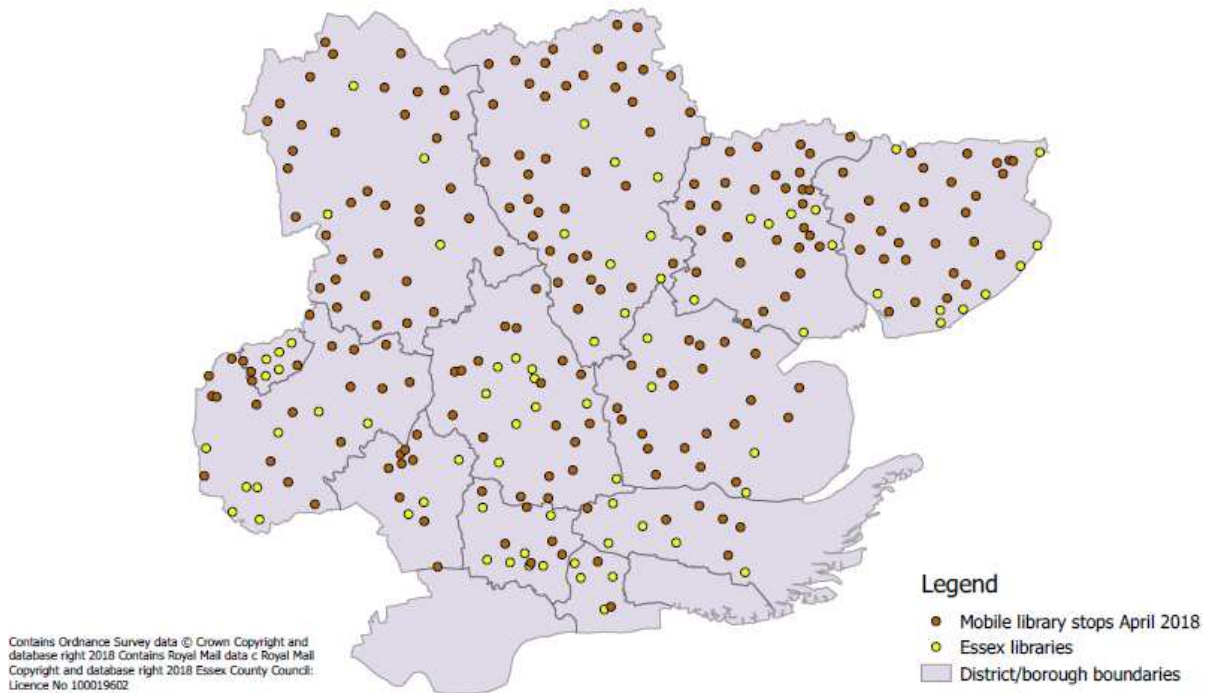 Legend
Mobile library stops April 2018
Essex libraries
District/borough boundaries
Contains Ordnance Survey data © Crown Copyright and
database right 2018 Contains Royal Mail data c Royal Mail
Copyright and database right 2018 Essex County Council:
Licence No 100019602